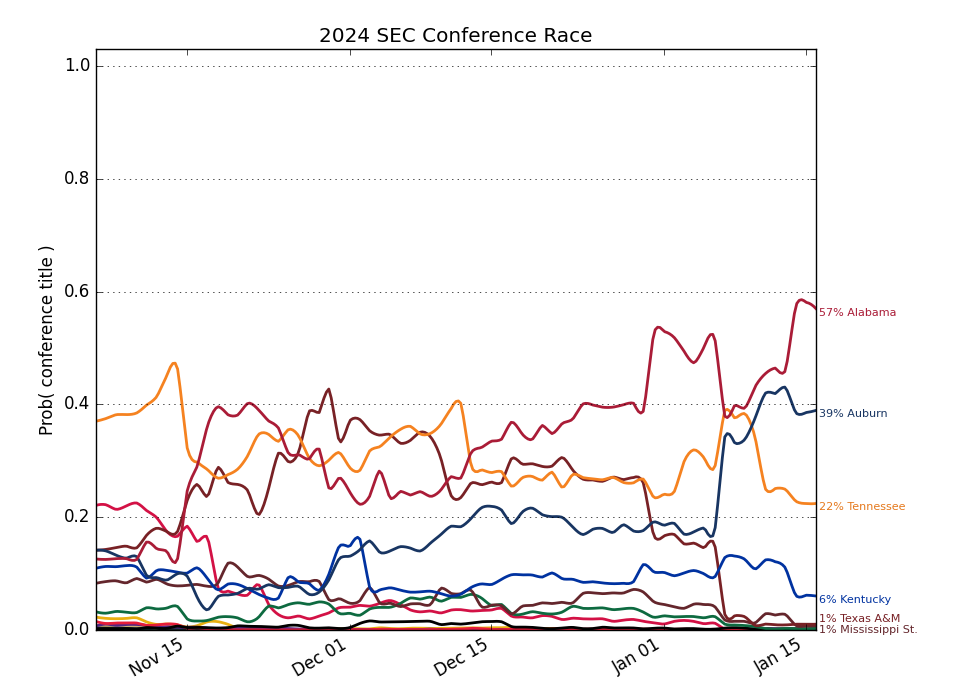 2024 SEC Conference Race
Prob( conference title )
1.0
0.8
0.6
0.4
0.2
0.0
57% Alabama
39% Auburn
22% Tennessee
6% Kentucky
1% Texas A&M
1% Mississippi St.
Nov 15
Dec 01
Dec 15
Jan 01
Jan 15